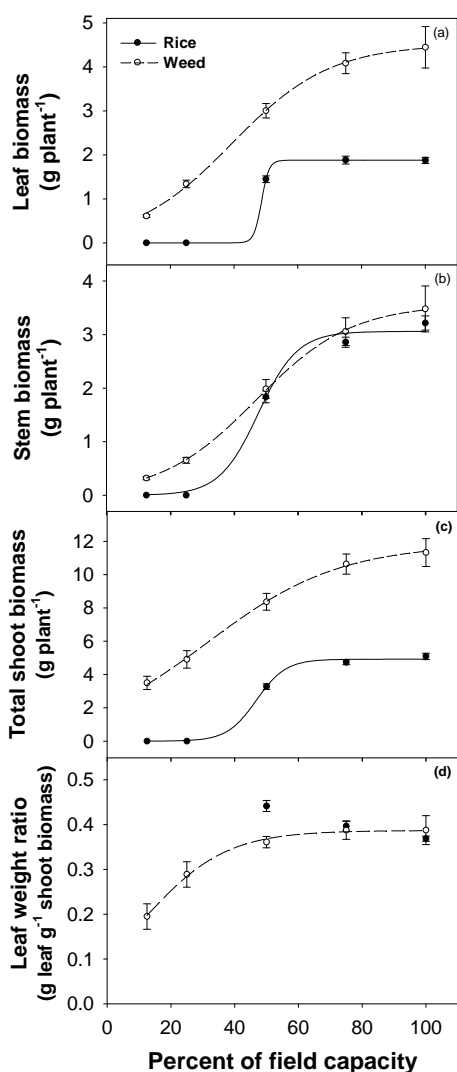 (a)
Rice
Weed
Leaf biomass
(g plant⁻¹)
5
4
3
2
1
0
(b)
Stem biomass
(g plant⁻¹)
4
3
2
1
0
(c)
Total shoot biomass
(g plant⁻¹)
12
10
8
6
4
2
0
(d)
Leaf weight ratio
(g leaf g⁻¹ shoot biomass)
0.5
0.4
0.3
0.2
0.1
0.0
0 20 40 60 80 100
Percent of field capacity